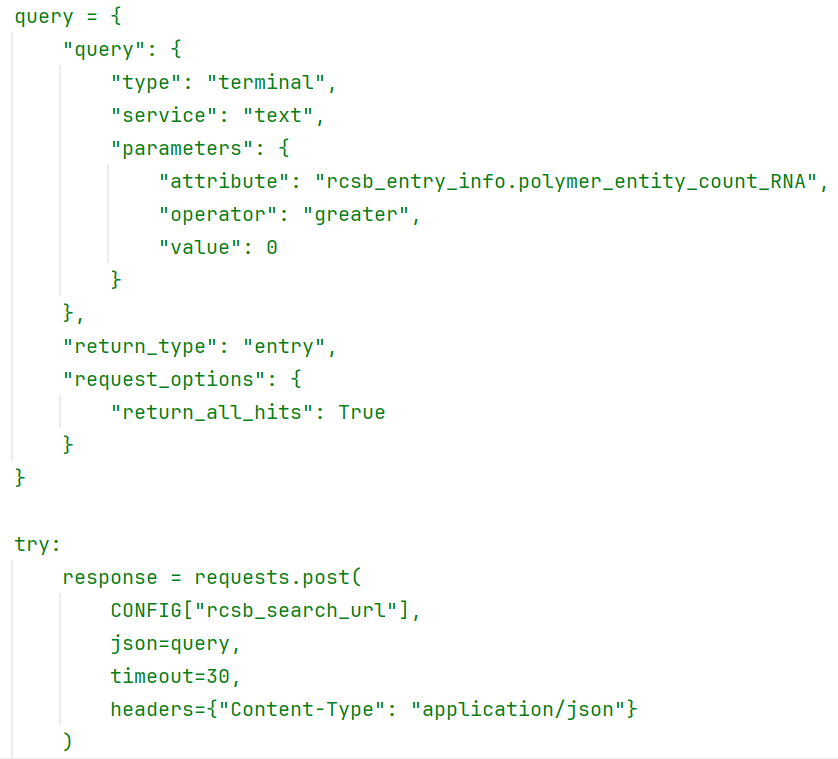 query = {
    "query": {
        "type": "terminal",
        "service": "text",
        "parameters": {
            "attribute": "rcsb_entry_info.polymer_entity_count_RNA",
            "operator": "greater",
            "value": 0
        }
    },
    "return_type": "entry",
    "request_options": {
        "return_all_hits": True
    }
}

try:
    response = requests.post(
        CONFIG["rcsb_search_url"],
        json=query,
        timeout=30,
        headers={"Content-Type": "application/json"}
    )